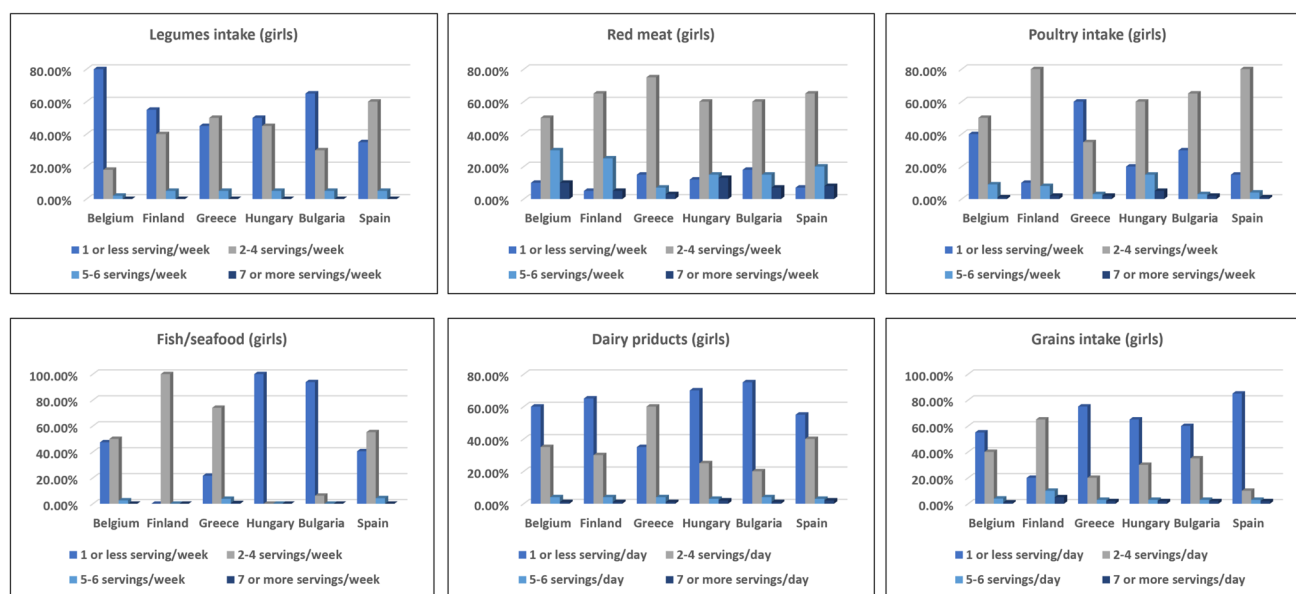 Legumes intake (girls)
80.00%
60.00%
40.00%
20.00%
0.00%
Belgium Finland Greece Hungary Bulgaria Spain
1 or less serving/week 2-4 servings/week
5-6 servings/week 7 or more servings/week
Red meat (girls)
80.00%
60.00%
40.00%
20.00%
0.00%
Belgium Finland Greece Hungary Bulgaria Spain
1 or less serving/week 2-4 servings/week
5-6 servings/week 7 or more servings/week
Poultry intake (girls)
80.00%
60.00%
40.00%
20.00%
0.00%
Belgium Finland Greece Hungary Bulgaria Spain
1 or less serving/week 2-4 servings/week
5-6 servings/week 7 or more servings/week
Fish/seafood (girls)
100.00%
80.00%
60.00%
40.00%
20.00%
0.00%
Belgium Finland Greece Hungary Bulgaria Spain
1 or less serving/week 2-4 servings/week
5-6 servings/week 7 or more servings/week
Dairy priducts (girls)
80.00%
60.00%
40.00%
20.00%
0.00%
Belgium Finland Greece Hungary Bulgaria Spain
1 or less serving/day 2-4 servings/day
5-6 servings/day 7 or more servings/day
Grains intake (girls)
100.00%
80.00%
60.00%
40.00%
20.00%
0.00%
Belgium Finland Greece Hungary Bulgaria Spain
1 or less serving/day 2-4 servings/day
5-6 servings/day 7 or more servings/day